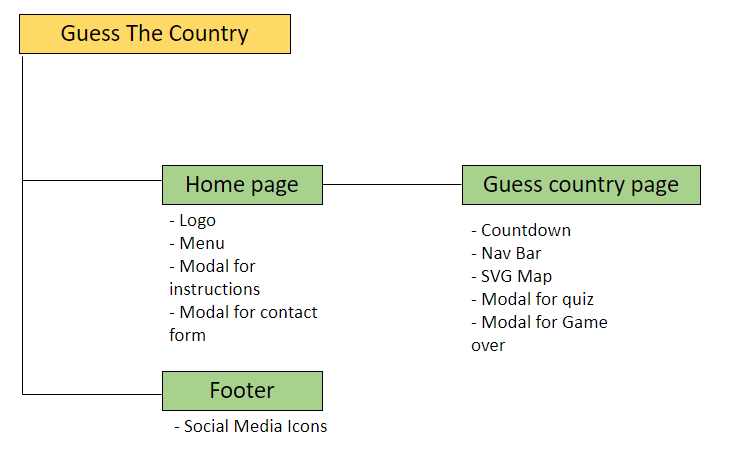 Guess The Country
Home page
- Logo
- Menu
- Modal for
instructions
- Modal for contact
form
Guess country page
- Countdown
- Nav Bar
- SVG Map
- Modal for quiz
- Modal for Game
over
Footer
- Social Media Icons